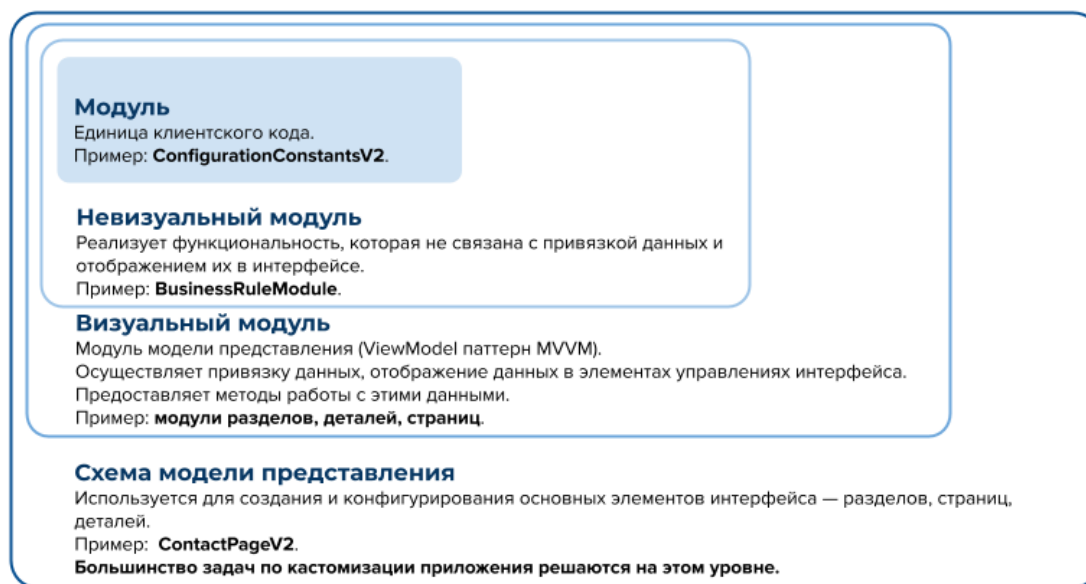 Модуль
Единица клиентского кода.
Пример: ConfigurationConstantsV2.
Невизуальный модуль
Реализует функциональность, которая не связана с привязкой данных и
отображением их в интерфейсе.
Пример: BusinessRuleModule.
Визуальный модуль
Модуль модели представления (ViewModel паттерн MVVM).
Осуществляет привязку данных, отображение данных в элементах управлениях интерфейса.
Предоставляет методы работы с этими данными.
Пример: модули разделов, деталей, страниц.
Схема модели представления
Используется для создания и конфигурирования основных элементов интерфейса — разделов, страниц,
деталей.
Пример: ContactPageV2.
Большинство задач по кастомизации приложения решаются на этом уровне.